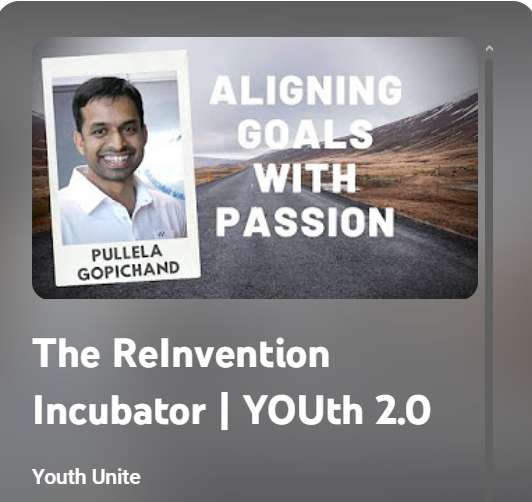 ALIGNING
GOALS
WITH
PASSION
PULLELA
GOPICHAND
The ReInvention
Incubator | YOUth 2.0
Youth Unite